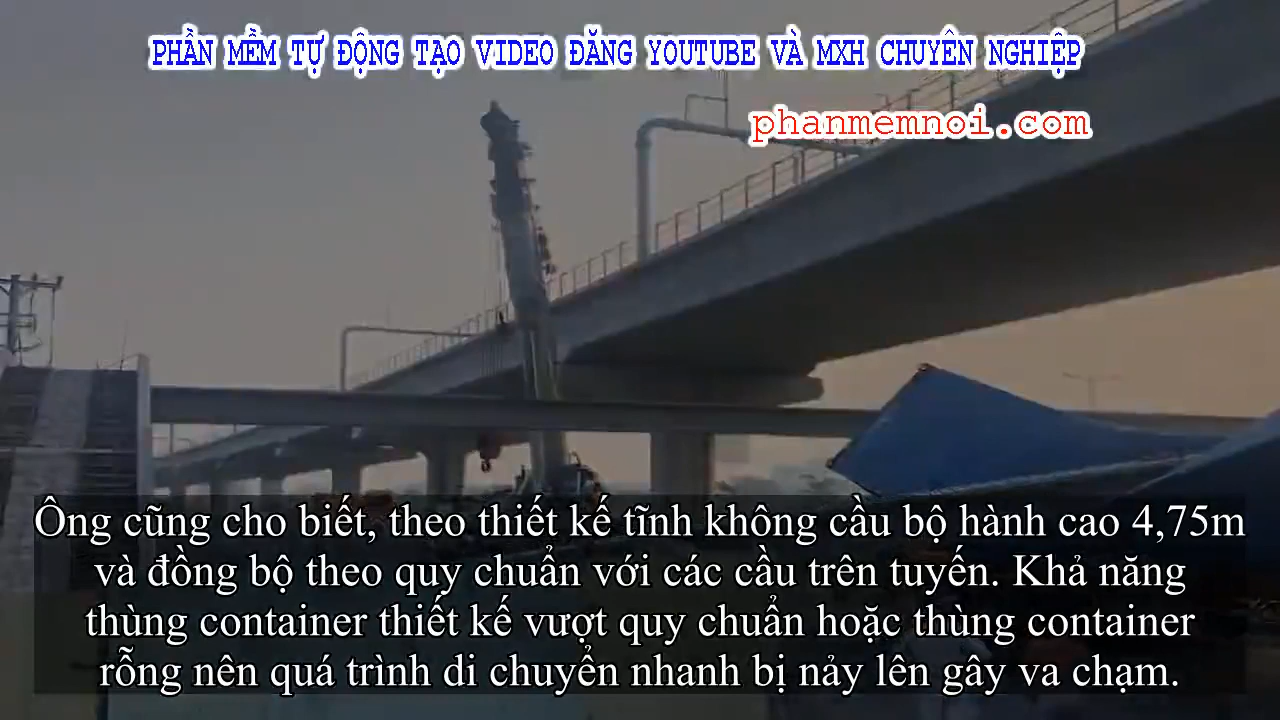 PHẦN MỀM TỰ ĐỘNG TẠO VIDEO ĐĂNG YOUTUBE VÀ MXH CHUYÊN NGHIỆP
phanmemnoi.com
Ông cũng cho biết, theo thiết kế tĩnh không cầu bộ hành cao 4,75m
và đồng bộ theo quy chuẩn với các cầu trên tuyến. Khả năng
thùng container thiết kế vượt quy chuẩn hoặc thùng container
rỗng nên quá trình di chuyển nhanh bị nảy lên gây va chạm.